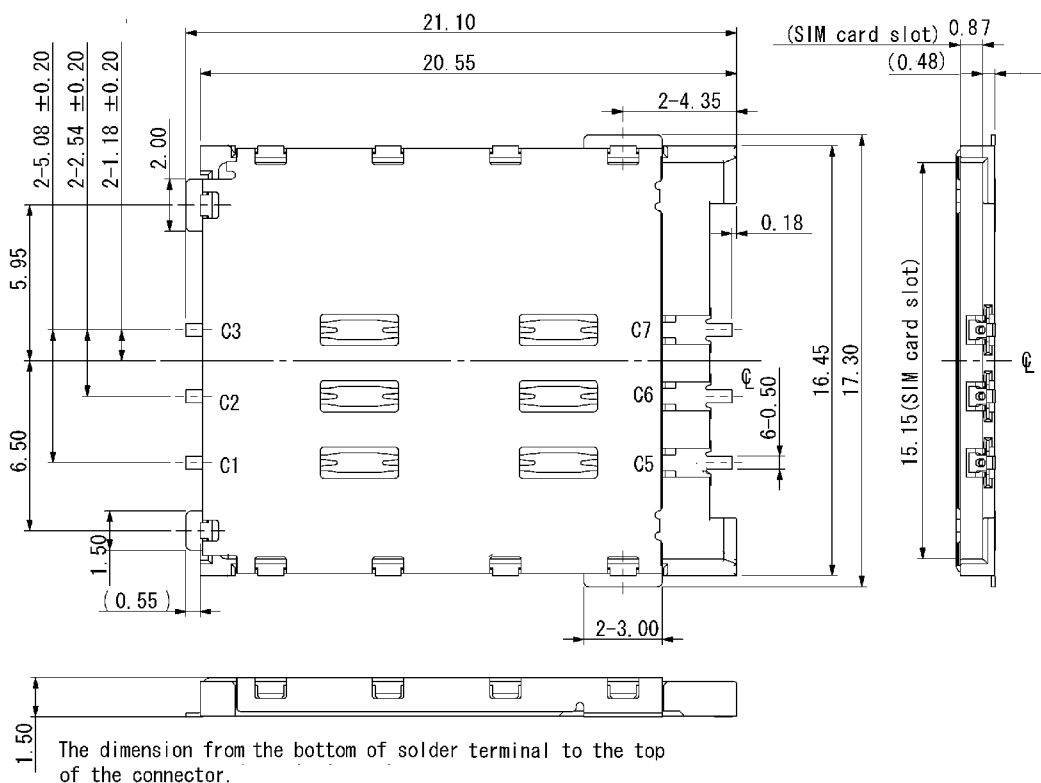 21.10
(SIM card slot) 0.87
20.55
(0.48)
2-4.35
2-5.08 ±0.20
2-2.54 ±0.20
2-1.18 ±0.20
2.00
0.18
5.95
C3
C7
16.45
17.30
15.15(SIM card slot)
℄
℄
C2
C6
6-0.50
6.50
C1
C5
1.50
(0.55)
2-3.00
1.50
The dimension from the bottom of solder terminal to the top
of the connector.